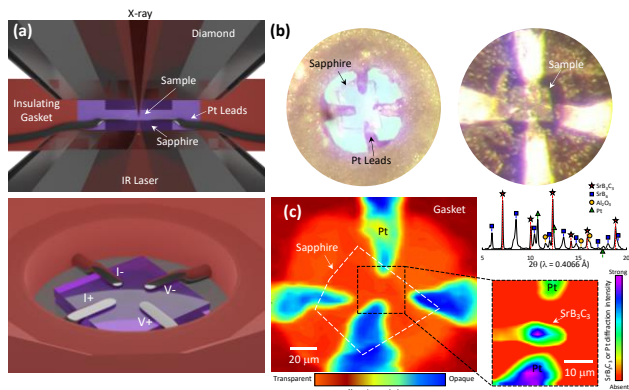 X-ray
(a)
Diamond
Sample
Insulating
Gasket
Pt Leads
Sapphire
IR Laser
I-
I+
V-
V+
(b)
Sapphire
Pt Leads
Sample
(c)
Gasket
Pt
Sapphire
20 μm
Transparent
Opaque
SrB₃C₃
SrB₆
Al₂O₃
Pt
5
10
15
20
2θ (λ = 0.4066 Å)
Pt
SrB₃C₃
Pt
10 μm
Strong
SrB₃C₃ or Pt diffraction intensity
Absent